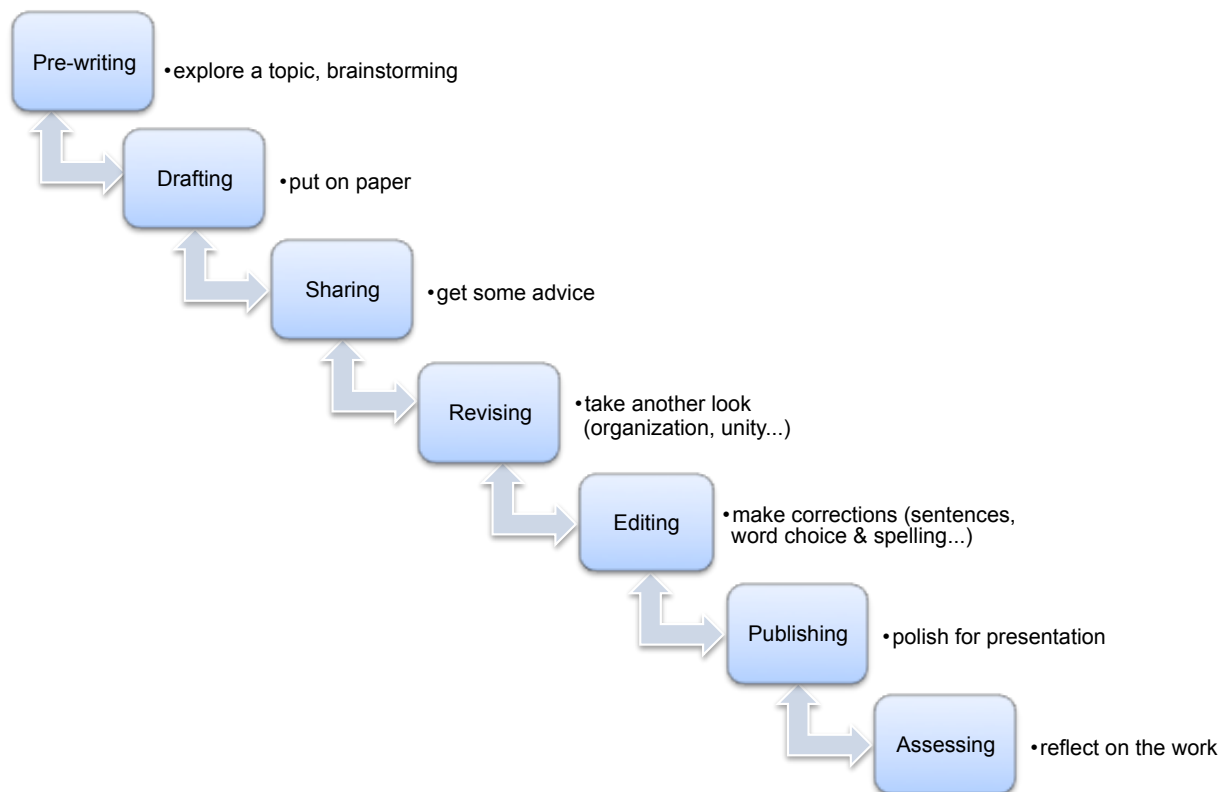 Pre-writing
•explore a topic, brainstorming
Drafting
•put on paper
Sharing
•get some advice
Revising
•take another look
(organization, unity...)
Editing
•make corrections (sentences,
word choice & spelling...)
Publishing
•polish for presentation
Assessing
•reflect on the work